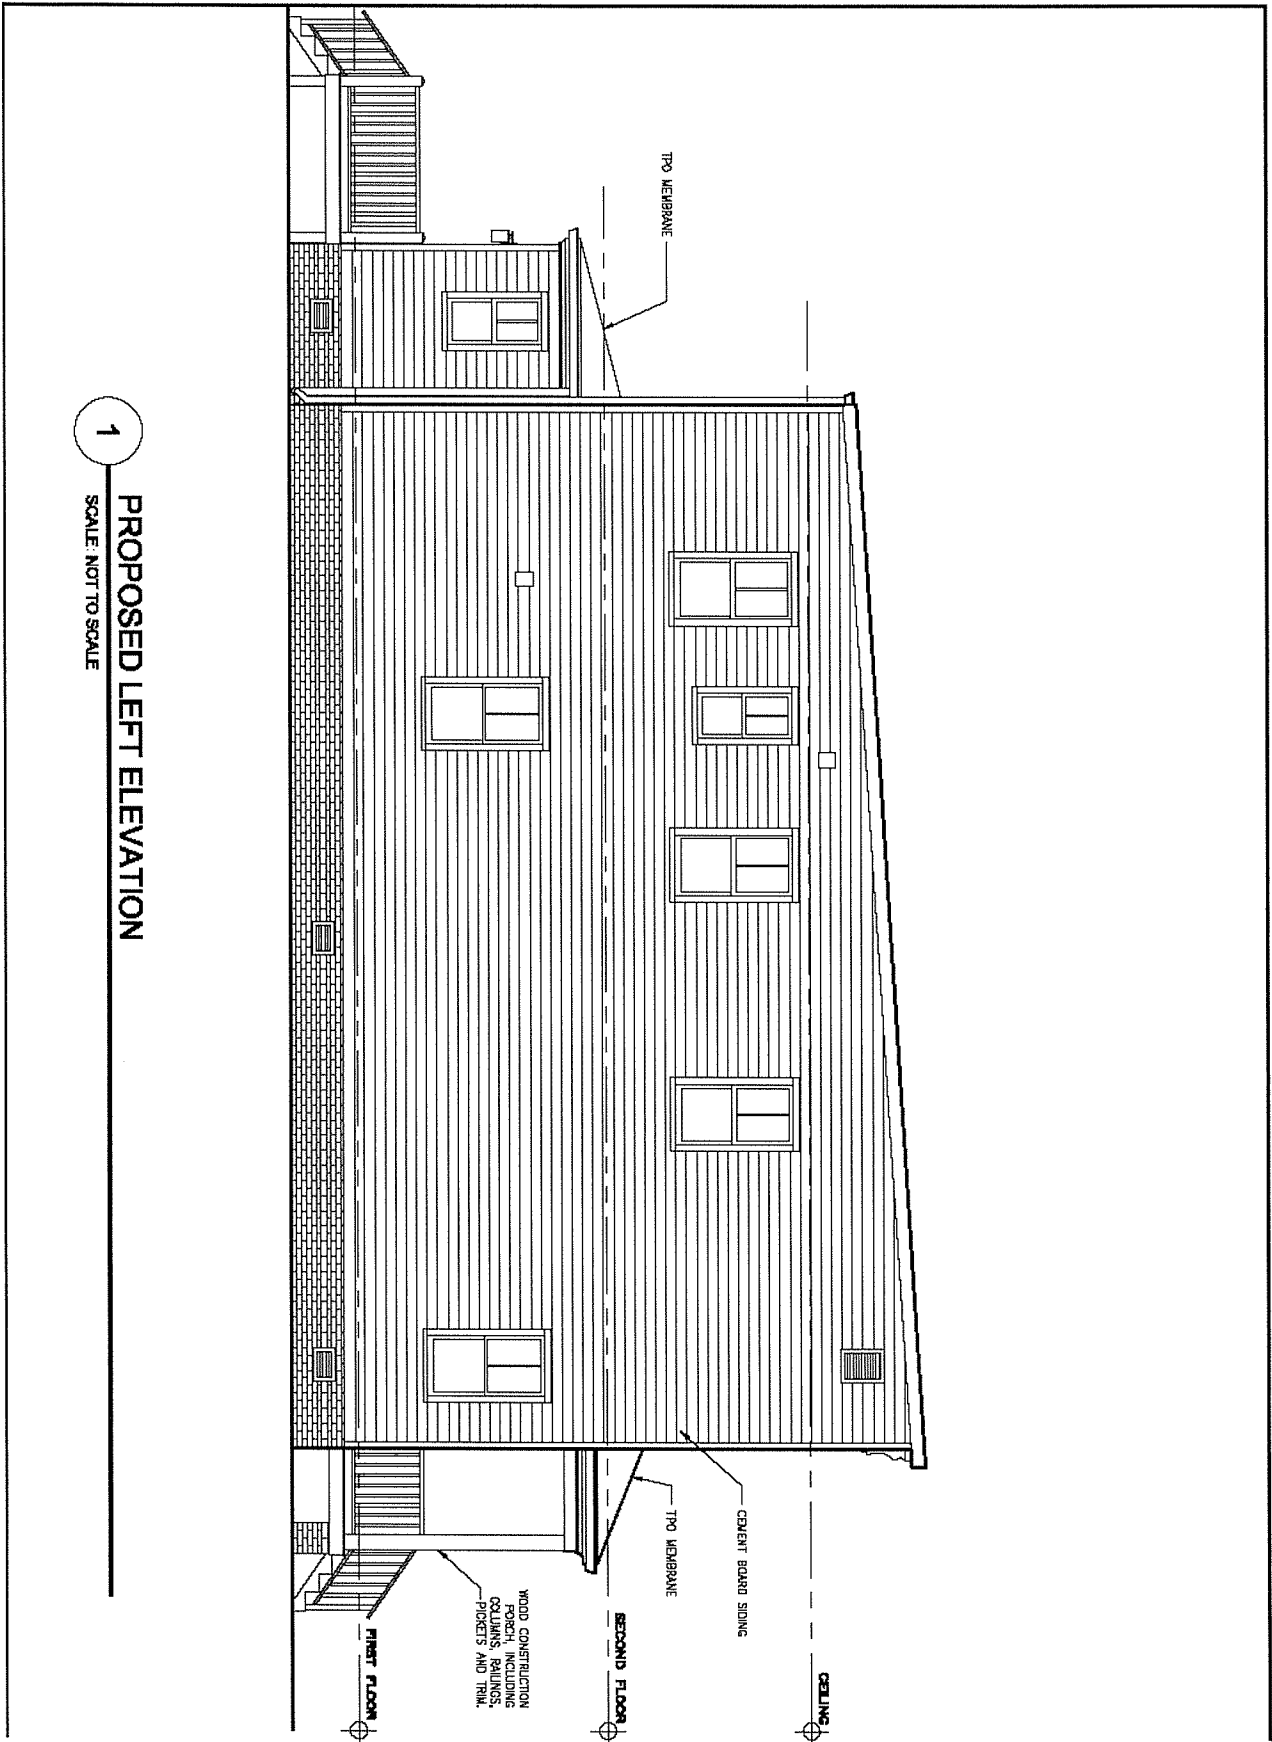 TPO MEMBRANE
CEILING
CEMENT BOARD SIDING
TPO MEMBRANE
SECOND FLOOR
WOOD CONSTRUCTION
PORCH, INCLUDING
COLUMNS, RAILINGS,
PICKETS AND TRIM.
FIRST FLOOR
1
PROPOSED LEFT ELEVATION
SCALE: NOT TO SCALE